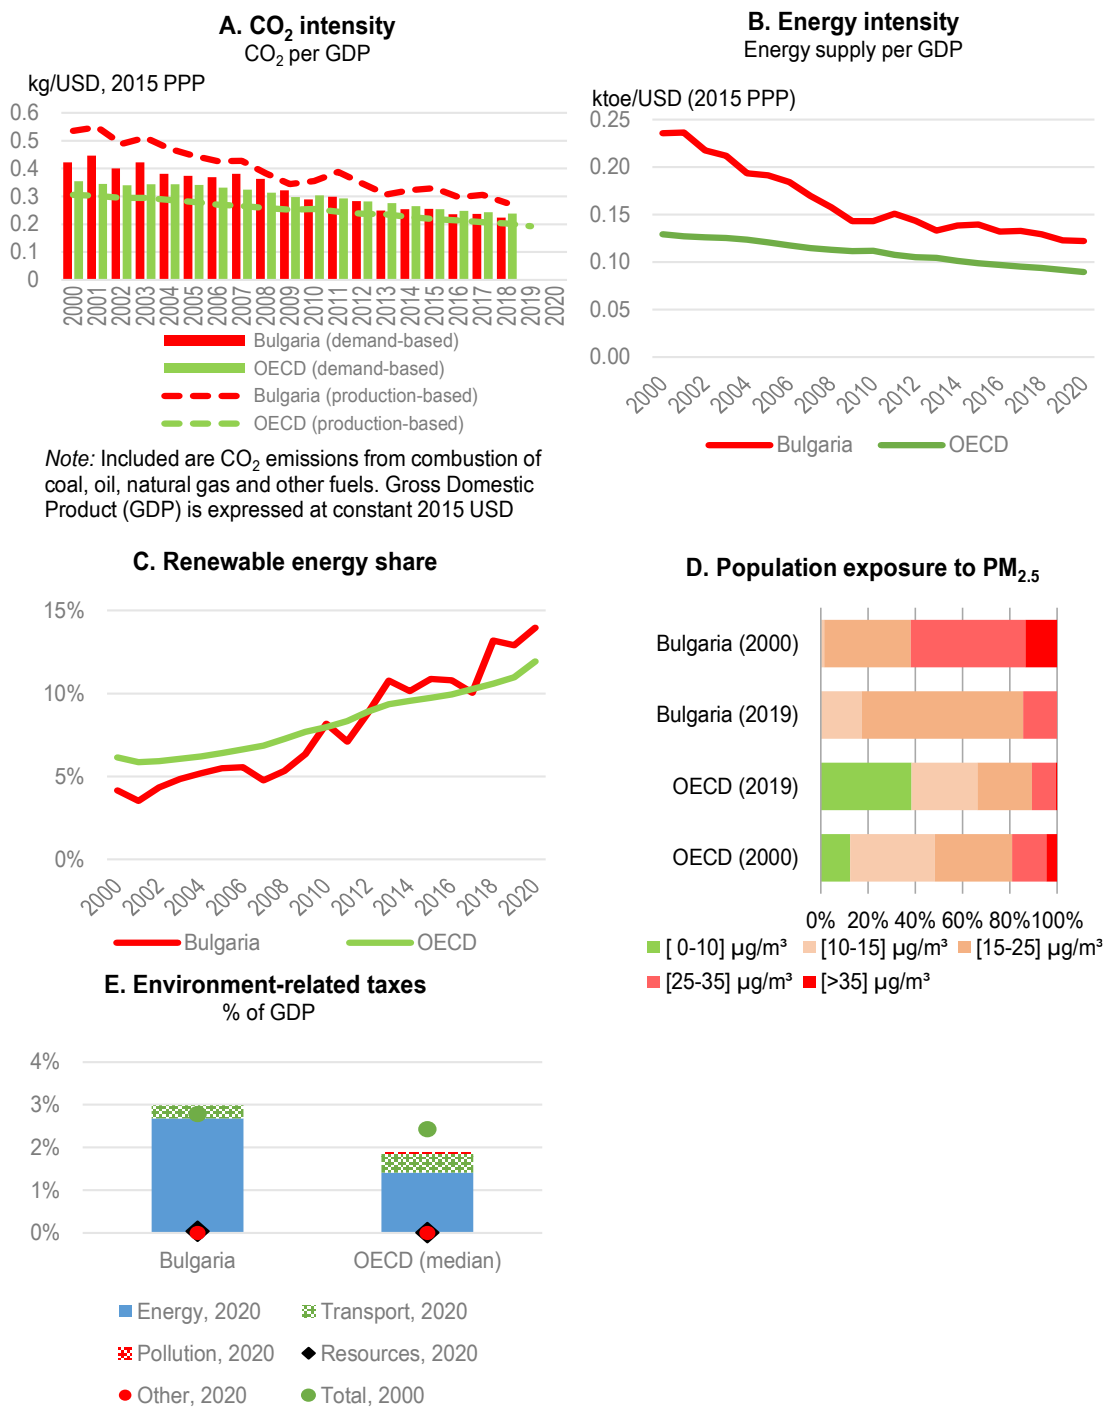 A. CO₂ intensity
CO₂ per GDP
kg/USD, 2015 PPP
0.6
0.5
0.4
0.3
0.2
0.1
0
2000
2001
2002
2003
2004
2005
2006
2007
2008
2009
2010
2011
2012
2013
2014
2015
2016
2017
2018
2019
2020
Bulgaria (demand-based)
OECD (demand-based)
Bulgaria (production-based)
OECD (production-based)
Note: Included are CO₂ emissions from combustion of
coal, oil, natural gas and other fuels. Gross Domestic
Product (GDP) is expressed at constant 2015 USD
B. Energy intensity
Energy supply per GDP
ktoe/USD (2015 PPP)
0.25
0.20
0.15
0.10
0.05
0.00
2000
2002
2004
2006
2008
2010
2012
2014
2016
2018
2020
Bulgaria
OECD
C. Renewable energy share
15%
10%
5%
0%
2000
2002
2004
2006
2008
2010
2012
2014
2016
2018
2020
Bulgaria
OECD
D. Population exposure to PM₂.₅
Bulgaria (2000)
Bulgaria (2019)
OECD (2019)
OECD (2000)
0% 20% 40% 60% 80% 100%
[ 0-10] µg/m³ [10-15] µg/m³ [15-25] µg/m³
[25-35] µg/m³ [>35] µg/m³
E. Environment-related taxes
% of GDP
4%
3%
2%
1%
0%
Bulgaria OECD (median)
Energy, 2020 Transport, 2020
Pollution, 2020 Resources, 2020
Other, 2020 Total, 2000